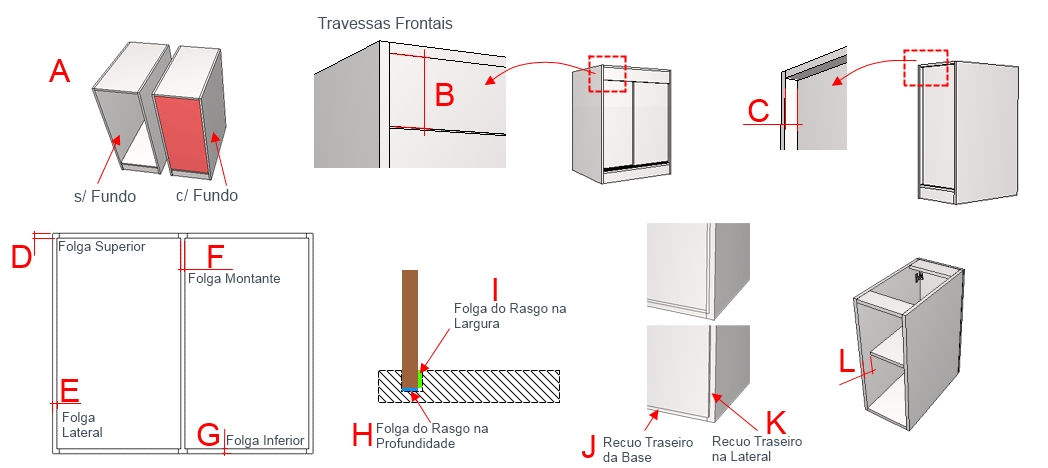 Travessas Frontais
A
B
C
s/ Fundo
c/ Fundo
D
Folga Superior
F
Folga Montante
I
Folga do Rasgo na
Largura
E
Folga
Lateral
G
Folga Inferior
H
Folga do Rasgo na
Profundidade
J
Recuo Traseiro
da Base
K
Recuo Traseiro
na Lateral
L